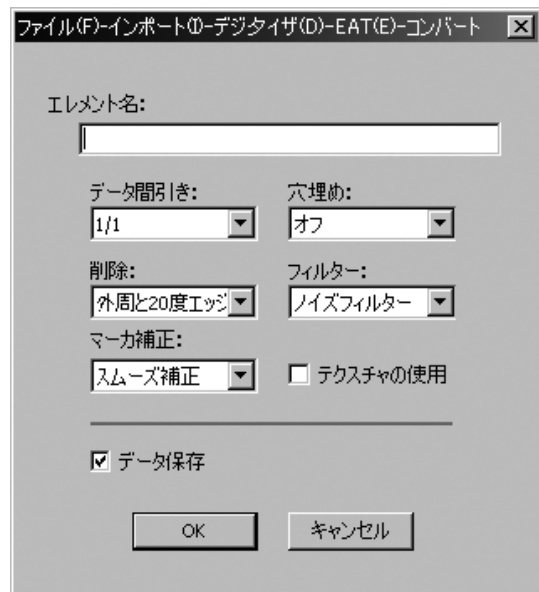 ファイル(F)-インポート(I)-デジタイザ(D)-EAT(E)-コンバート
エレメント名:
データ間引き: 穴埋め:
1/1 オフ
削除: フィルター:
外周と20度エッジ ノイズフィルター
マーカ補正:
スムーズ補正 テクスチャの使用
データ保存
OK キャンセル